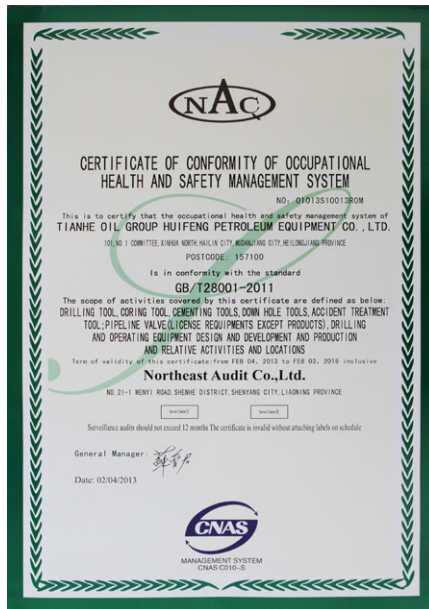 NAC
CERTIFICATE OF CONFORMITY OF OCCUPATIONAL
HEALTH AND SAFETY MANAGEMENT SYSTEM
NO: 01013S10013ROM
This is to certify that the occupational health and safety management system of
TIANHE OIL GROUP HUIFENG PETROLEUM EQUIPMENT CO., LTD.
101, NO 1 COMMITTEE, XINHUA NORTH, HAILIN CITY, MUDANJIANG CITY, HEILONGJIANG PROVINCE
POSTCODE: 157100
Is in conformity with the standard
GB/T28001-2011
The scope of activities covered by this certificate are defined as below:
DRILLING TOOL, CORING TOOL, CEMENTING TOOLS, DOWN HOLE TOOLS, ACCIDENT TREATMENT
TOOL; PIPELINE VALVE (LICENSE REQUIPMENTS EXCEPT PRODUCTS), DRILLING
AND OPERATING EQUIPMENT DESIGN AND DEVELOPMENT AND PRODUCTION
AND RELATIVE ACTIVITIES AND LOCATIONS
Term of validity of this certificate: from FEB 04, 2013 to FEB 03, 2016 inclusive
Northeast Audit Co.,Ltd.
NO. 21-1 WENYI ROAD, SHENHE DISTRICT, SHENYANG CITY, LIAONING PROVINCE
Surveillance audits should not exceed 12 months The certificate is invalid without attaching labels on schedule
General Manager:
Date: 02/04/2013
CNAS
MANAGEMENT SYSTEM
CNAS C010-S